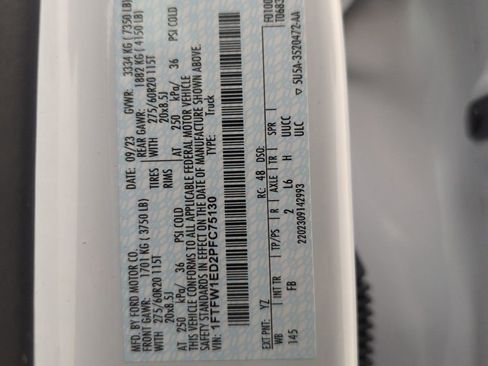 MFD. BY FORD MOTOR CO.
DATE: 09/23 GVWR: 3334 KG (7350 LB)
FRONT GAWR: 1701 KG (3750 LB) REAR GAWR: 1882 KG (4150 LB)
WITH 275/60R20 115T TIRES WITH 275/60R20 115T
20x8.5J RIMS 20x8.5J
AT 250 kPa/ 36 PSI COLD AT 250 kPa/ 36 PSI COLD
THIS VEHICLE CONFORMS TO ALL APPLICABLE FEDERAL MOTOR VEHICLE
SAFETY STANDARDS IN EFFECT ON THE DATE OF MANUFACTURE SHOWN ABOVE.
VIN: 1FTFW1ED2PFC75130 TYPE: Truck
EXT PNT: YZ RC: 48 DSO: F0100
WB INT TR TP/PS R AXLE TR SPR
145 FB 2 L6 H UUCC
ULC
2202309142993 ▽ 5U5A-3520472-AA